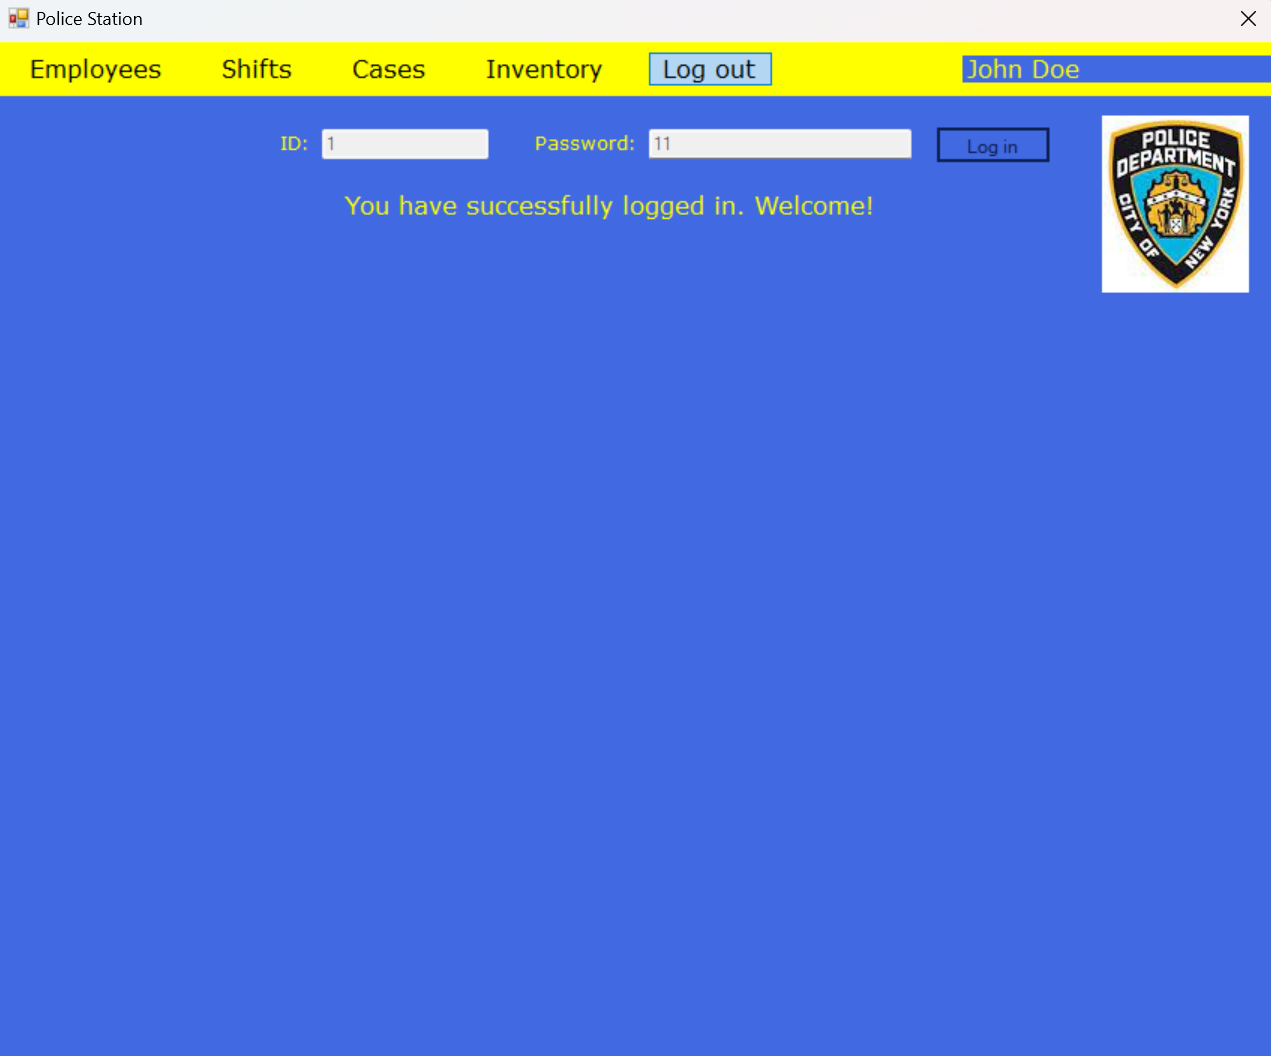 Police Station
Employees Shifts Cases Inventory Log out John Doe
ID: 1 Password: 11 Log in
You have successfully logged in. Welcome!
POLICE
DEPARTMENT
CITY OF NEW YORK